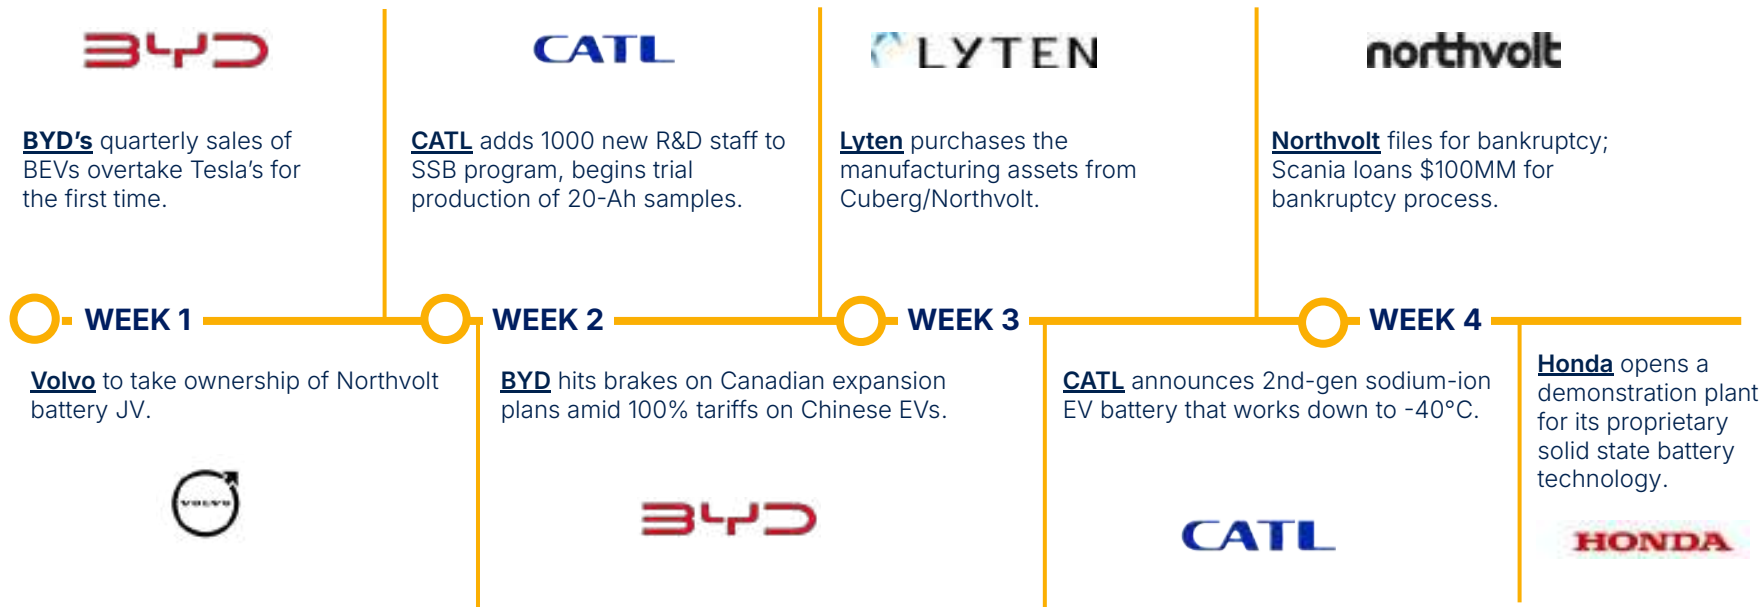 BYD
CATL
LYTEN
northvolt
BYD's quarterly sales of
BEVs overtake Tesla's for
the first time.
CATL adds 1000 new R&D staff to
SSB program, begins trial
production of 20-Ah samples.
Lyten purchases the
manufacturing assets from
Cuberg/Northvolt.
Northvolt files for bankruptcy;
Scania loans $100MM for
bankruptcy process.
WEEK 1
WEEK 2
WEEK 3
WEEK 4
Volvo to take ownership of Northvolt
battery JV.
BYD hits brakes on Canadian expansion
plans amid 100% tariffs on Chinese EVs.
CATL announces 2nd-gen sodium-ion
EV battery that works down to -40°C.
Honda opens a
demonstration plant
for its proprietary
solid state battery
technology.
VOLVO
BYD
CATL
HONDA